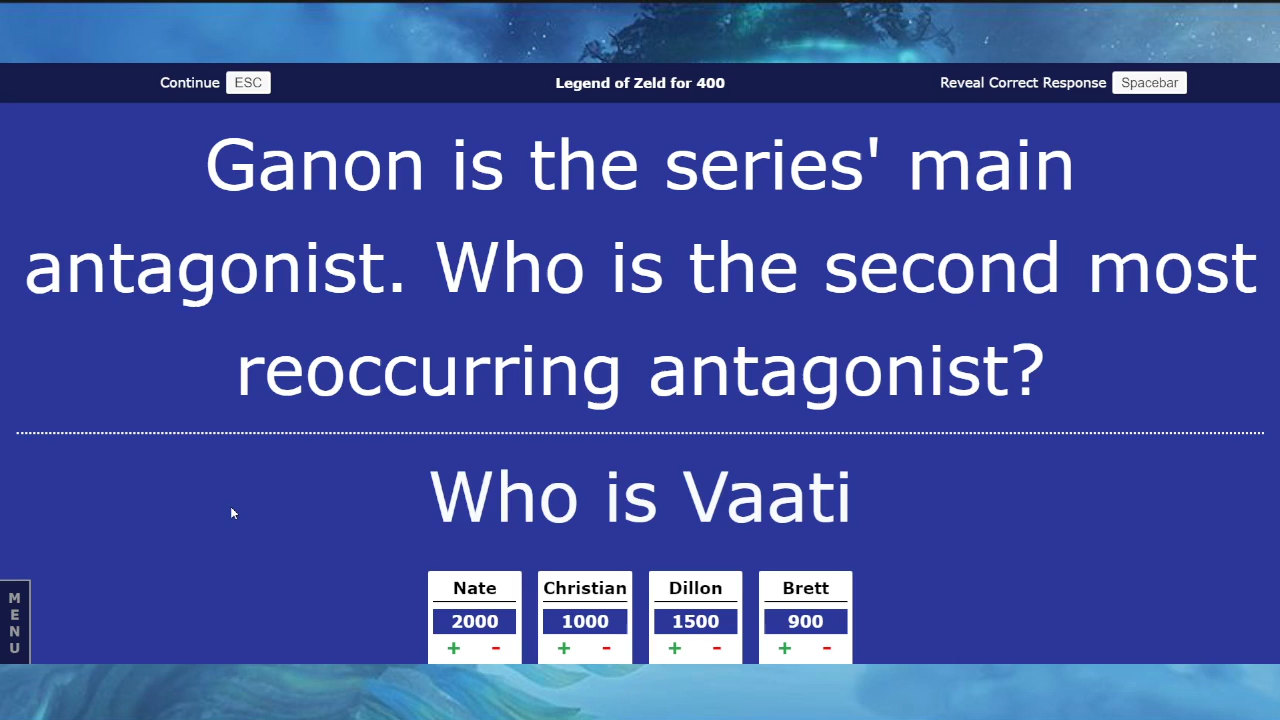 Continue ESC Legend of Zeld for 400 Reveal Correct Response Spacebar
Ganon is the series' main
antagonist. Who is the second most
reoccurring antagonist?
Who is Vaati
MENU
Nate Christian Dillon Brett
2000 1000 1500 900
+ - + - + - + -